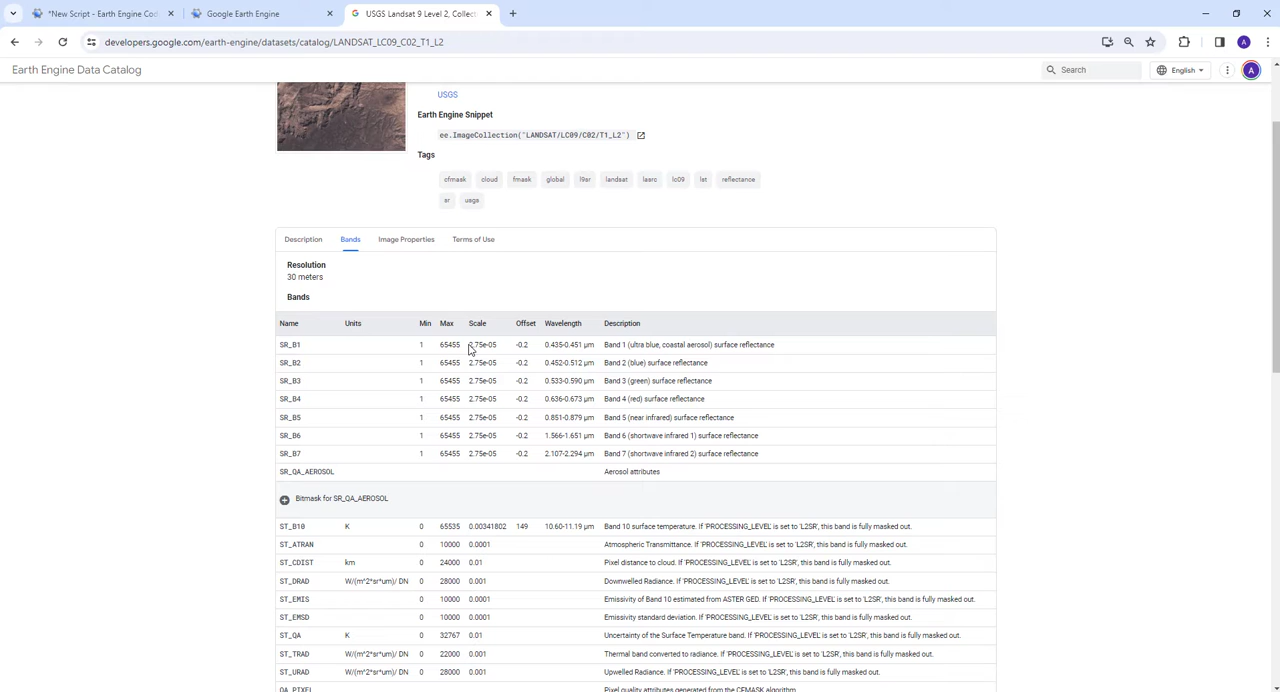 *New Script - Earth Engine Cod
Google Earth Engine
USGS Landsat 9 Level 2, Collect
developers.google.com/earth-engine/datasets/catalog/LANDSAT_LC09_C02_T1_L2
A
Earth Engine Data Catalog
Search
English
A
USGS
Earth Engine Snippet
ee.ImageCollection("LANDSAT/LC09/C02/T1_L2")
Tags
cfmask cloud fmask global l9sr landsat lasrc lc09 lst reflectance
sr usgs
Description Bands Image Properties Terms of Use
Resolution
30 meters
Bands
Name Units Min Max Scale Offset Wavelength Description
SR_B1 1 65455 2.75e-05 -0.2 0.435-0.451 μm Band 1 (ultra blue, coastal aerosol) surface reflectance
SR_B2 1 65455 2.75e-05 -0.2 0.452-0.512 μm Band 2 (blue) surface reflectance
SR_B3 1 65455 2.75e-05 -0.2 0.533-0.590 μm Band 3 (green) surface reflectance
SR_B4 1 65455 2.75e-05 -0.2 0.636-0.673 μm Band 4 (red) surface reflectance
SR_B5 1 65455 2.75e-05 -0.2 0.851-0.879 μm Band 5 (near infrared) surface reflectance
SR_B6 1 65455 2.75e-05 -0.2 1.566-1.651 μm Band 6 (shortwave infrared 1) surface reflectance
SR_B7 1 65455 2.75e-05 -0.2 2.107-2.294 μm Band 7 (shortwave infrared 2) surface reflectance
SR_QA_AEROSOL Aerosol attributes
Bitmask for SR_QA_AEROSOL
ST_B10 K 0 65535 0.00341802 149 10.60-11.19 μm Band 10 surface temperature. If 'PROCESSING_LEVEL' is set to 'L2SR', this band is fully masked out.
ST_ATRAN 0 10000 0.0001 Atmospheric Transmittance. If 'PROCESSING_LEVEL' is set to 'L2SR', this band is fully masked out.
ST_CDIST km 0 24000 0.01 Pixel distance to cloud. If 'PROCESSING_LEVEL' is set to 'L2SR', this band is fully masked out.
ST_DRAD W/(m^2*sr*um)/ DN 0 28000 0.001 Downwelled Radiance. If 'PROCESSING_LEVEL' is set to 'L2SR', this band is fully masked out.
ST_EMIS 0 10000 0.0001 Emissivity of Band 10 estimated from ASTER GED. If 'PROCESSING_LEVEL' is set to 'L2SR', this band is fully masked out.
ST_EMSD 0 10000 0.0001 Emissivity standard deviation. If 'PROCESSING_LEVEL' is set to 'L2SR', this band is fully masked out.
ST_QA K 0 32767 0.01 Uncertainty of the Surface Temperature band. If 'PROCESSING_LEVEL' is set to 'L2SR', this band is fully masked out.
ST_TRAD W/(m^2*sr*um)/ DN 0 22000 0.001 Thermal band converted to radiance. If 'PROCESSING_LEVEL' is set to 'L2SR', this band is fully masked out.
ST_URAD W/(m^2*sr*um)/ DN 0 28000 0.001 Upwelled Radiance. If 'PROCESSING_LEVEL' is set to 'L2SR', this band is fully masked out.
QA_PIXEL Pixel quality attributes generated from the CFMASK algorithm